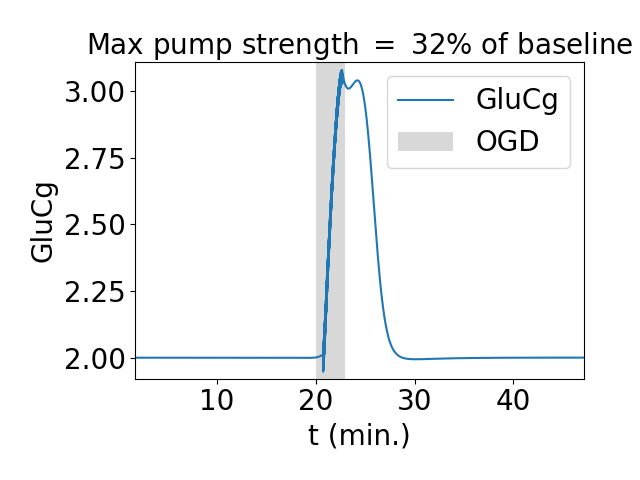 Max pump strength = 32% of baseline
GluCg
OGD
GluCg
3.00
2.75
2.50
2.25
2.00
10
20
30
40
t (min.)